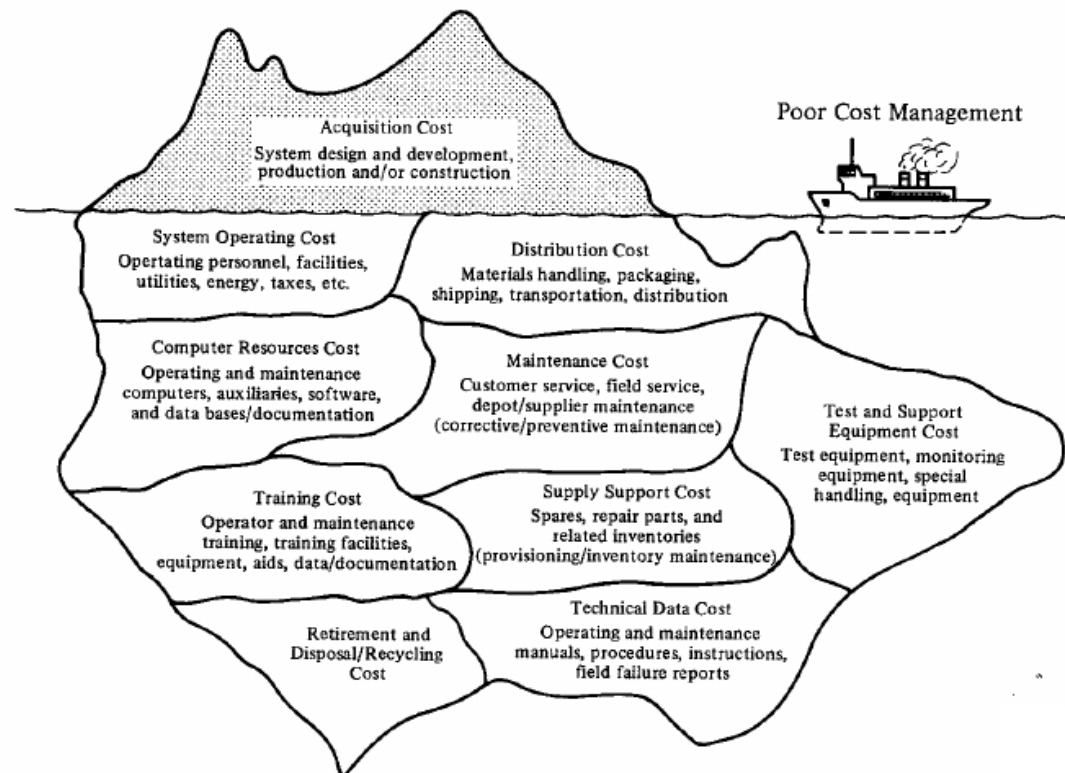 Acquisition Cost
System design and development,
production and/or construction
Poor Cost Management
System Operating Cost
Opertating personnel, facilities,
utilities, energy, taxes, etc.
Distribution Cost
Materials handling, packaging,
shipping, transportation, distribution
Computer Resources Cost
Operating and maintenance
computers, auxiliaries, software,
and data bases/documentation
Maintenance Cost
Customer service, field service,
depot/supplier maintenance
(corrective/preventive maintenance)
Test and Support
Equipment Cost
Test equipment, monitoring
equipment, special
handling, equipment
Training Cost
Operator and maintenance
training, training facilities,
equipment, aids, data/documentation
Supply Support Cost
Spares, repair parts, and
related inventories
(provisioning/inventory maintenance)
Retirement and
Disposal/Recycling
Cost
Technical Data Cost
Operating and maintenance
manuals, procedures, instructions,
field failure reports